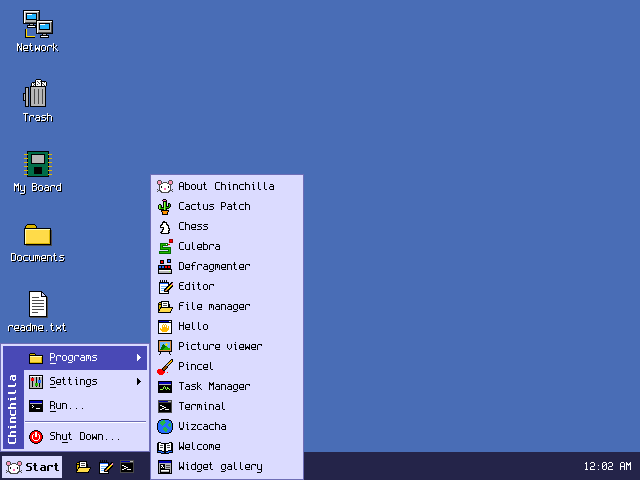 Network
Trash
My Board
Documents
readme.txt
Chinchilla
Programs
Settings
Run...
Shut Down...
About Chinchilla
Cactus Patch
Chess
Culebra
Defragmenter
Editor
File manager
Hello
Picture viewer
Pincel
Task Manager
Terminal
Vizcacha
Welcome
Widget gallery
Start
12:02 AM